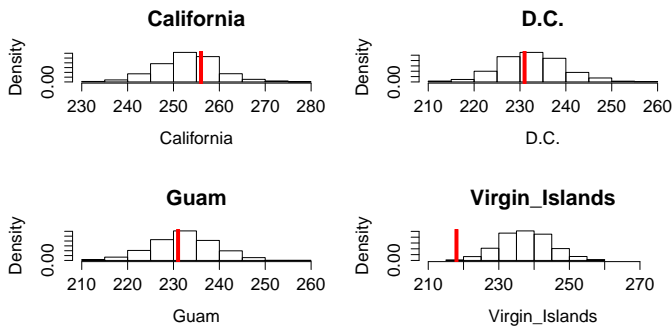 California
D.C.
Density
0.00
230 240 250 260 270 280
California
Density
0.00
210 220 230 240 250 260
D.C.
Guam
Virgin_Islands
Density
0.00
210 220 230 240 250 260
Guam
Density
0.00
210 230 250 270
Virgin_Islands